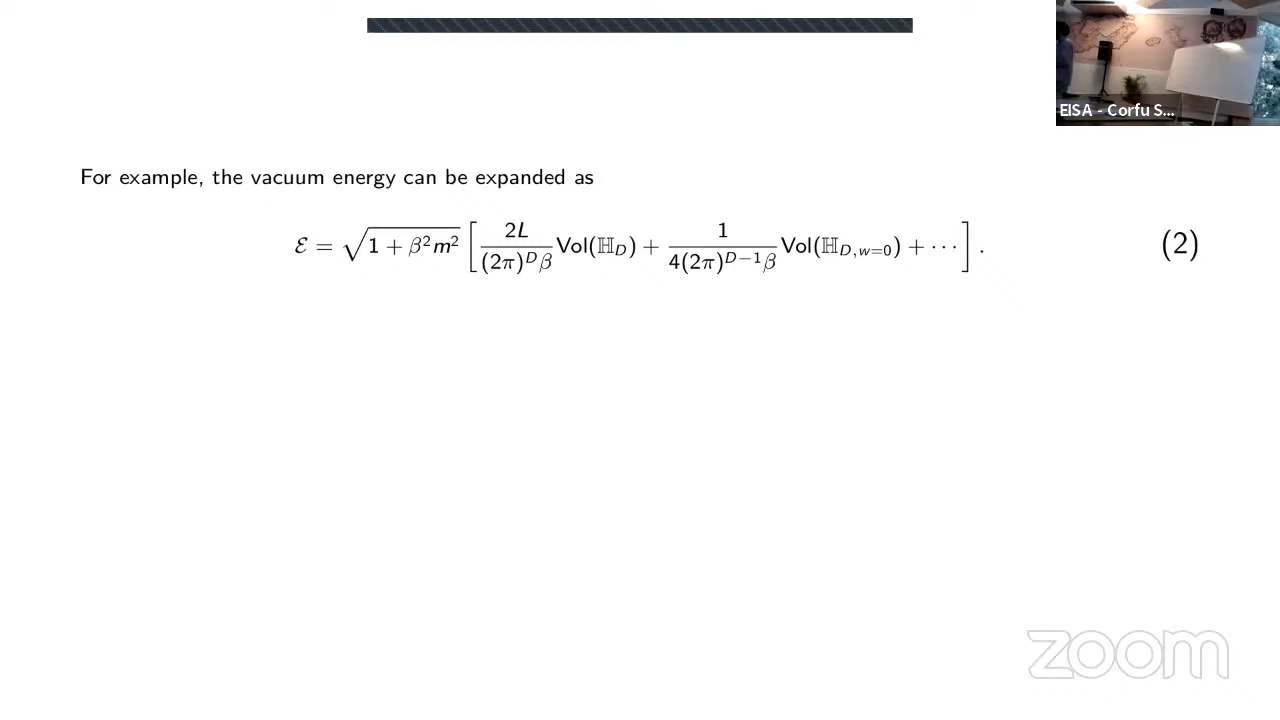 EISA - Corfu S...
For example, the vacuum energy can be expanded as
ℰ = √(1 + β²m²) [ 2L/((2π)^D β) Vol(ℍ_D) + 1/(4(2π)^{D−1} β) Vol(ℍ_{D,w=0}) + ··· ] . (2)
zoom